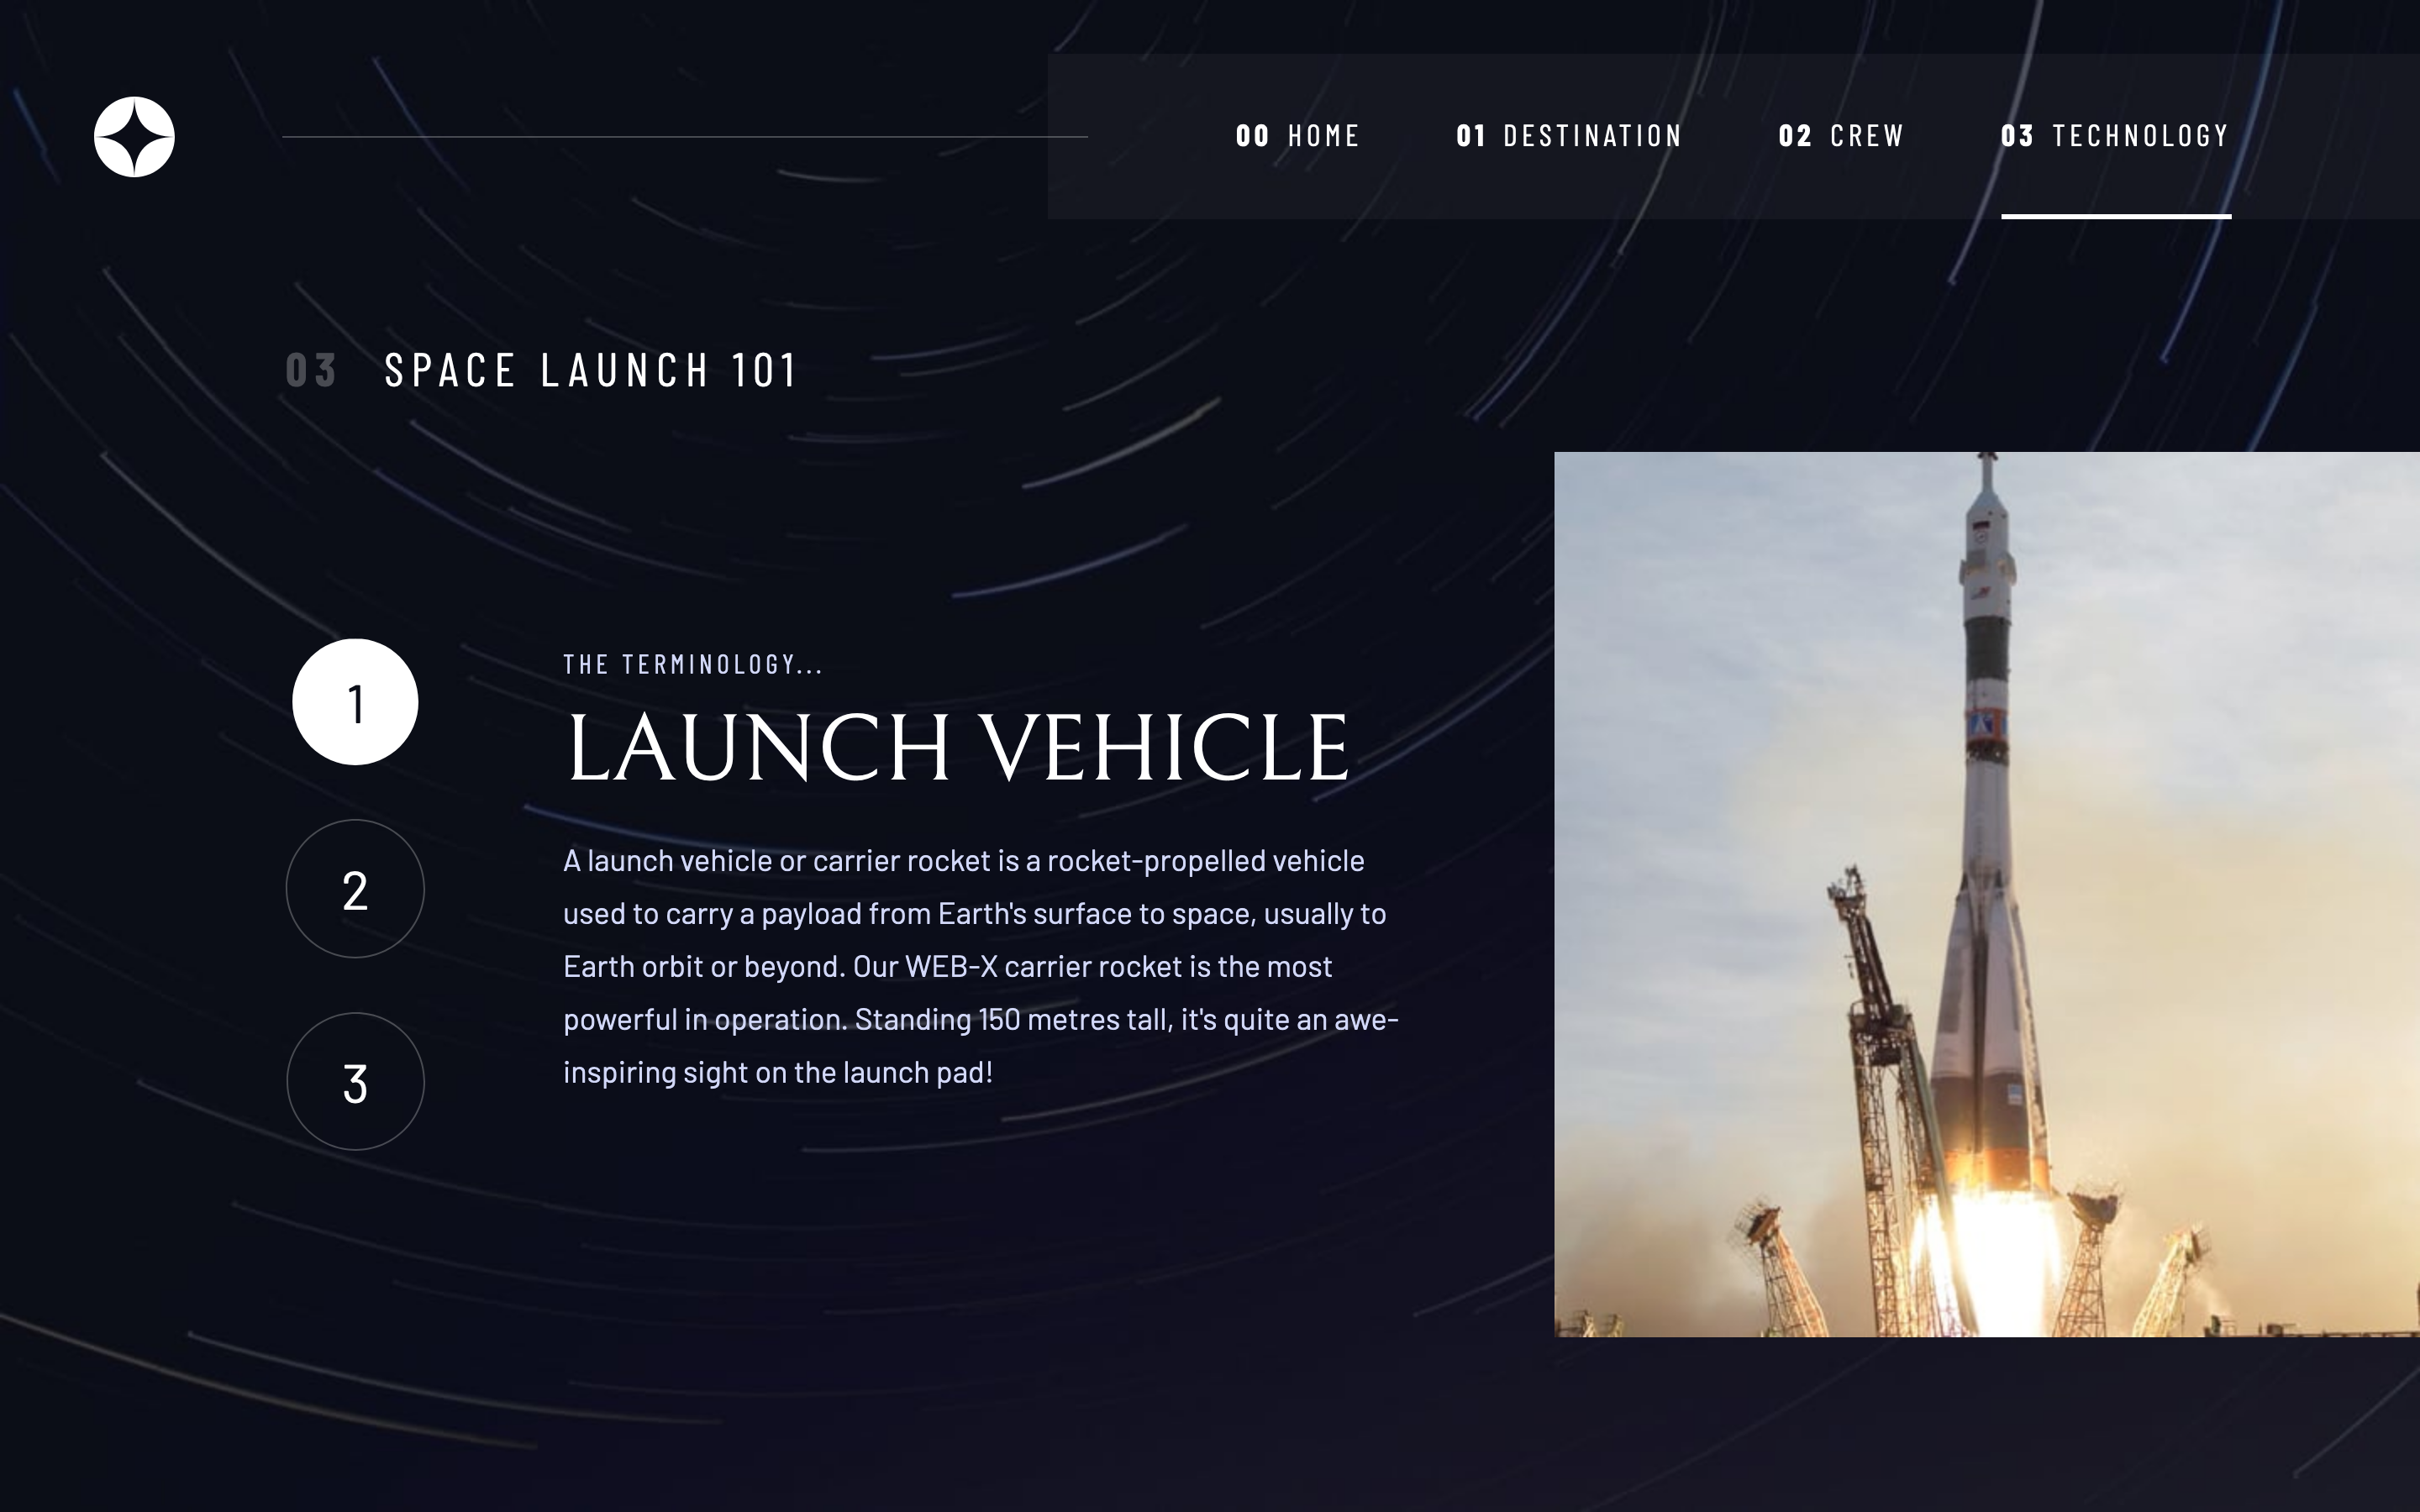 00 HOME 01 DESTINATION 02 CREW 03 TECHNOLOGY
03 SPACE LAUNCH 101
1
2
3
THE TERMINOLOGY...
LAUNCH VEHICLE
A launch vehicle or carrier rocket is a rocket-propelled vehicle
used to carry a payload from Earth's surface to space, usually to
Earth orbit or beyond. Our WEB-X carrier rocket is the most
powerful in operation. Standing 150 metres tall, it's quite an awe-
inspiring sight on the launch pad!